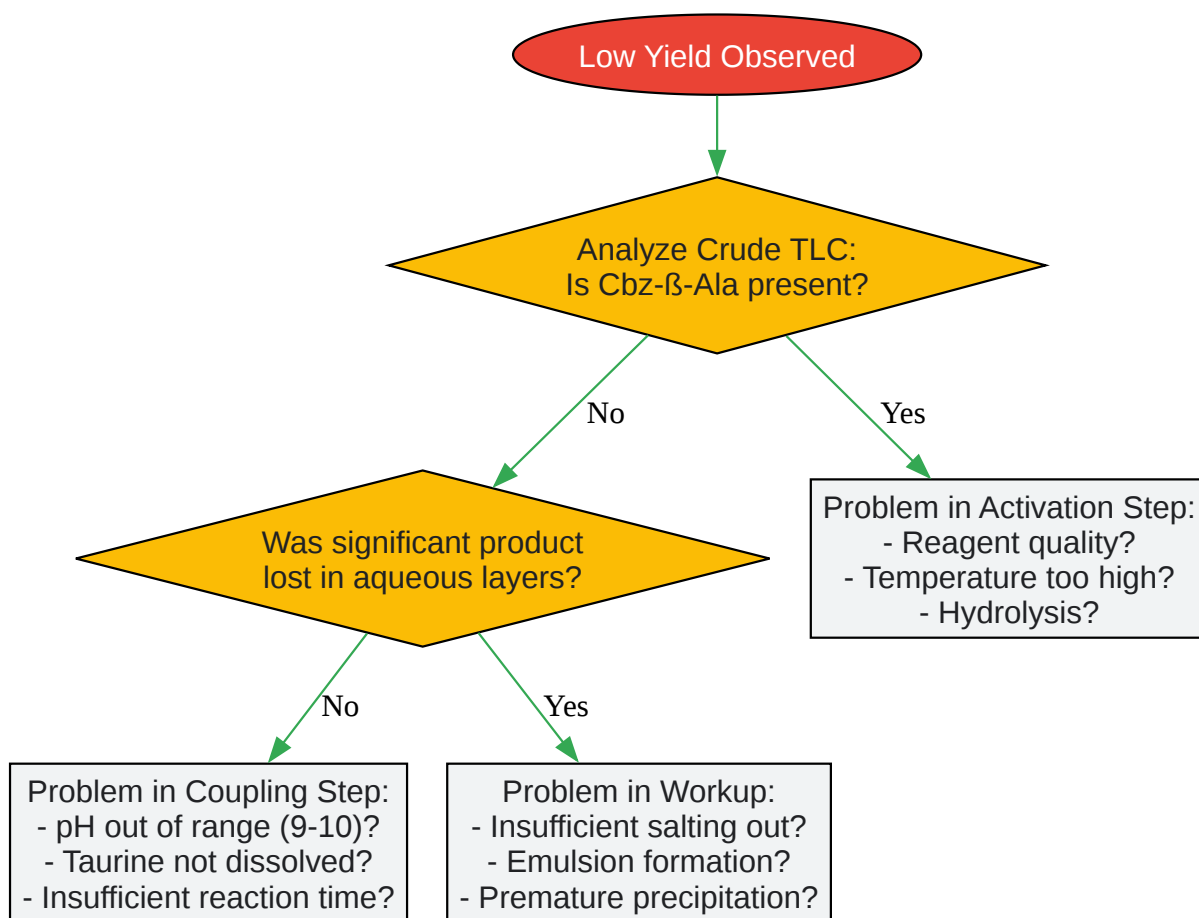 Low Yield Observed
Analyze Crude TLC:
Is Cbz-ß-Ala present?
No
Yes
Was significant product
lost in aqueous layers?
Problem in Activation Step:
- Reagent quality?
- Temperature too high?
- Hydrolysis?
No
Yes
Problem in Coupling Step:
- pH out of range (9-10)?
- Taurine not dissolved?
- Insufficient reaction time?
Problem in Workup:
- Insufficient salting out?
- Emulsion formation?
- Premature precipitation?